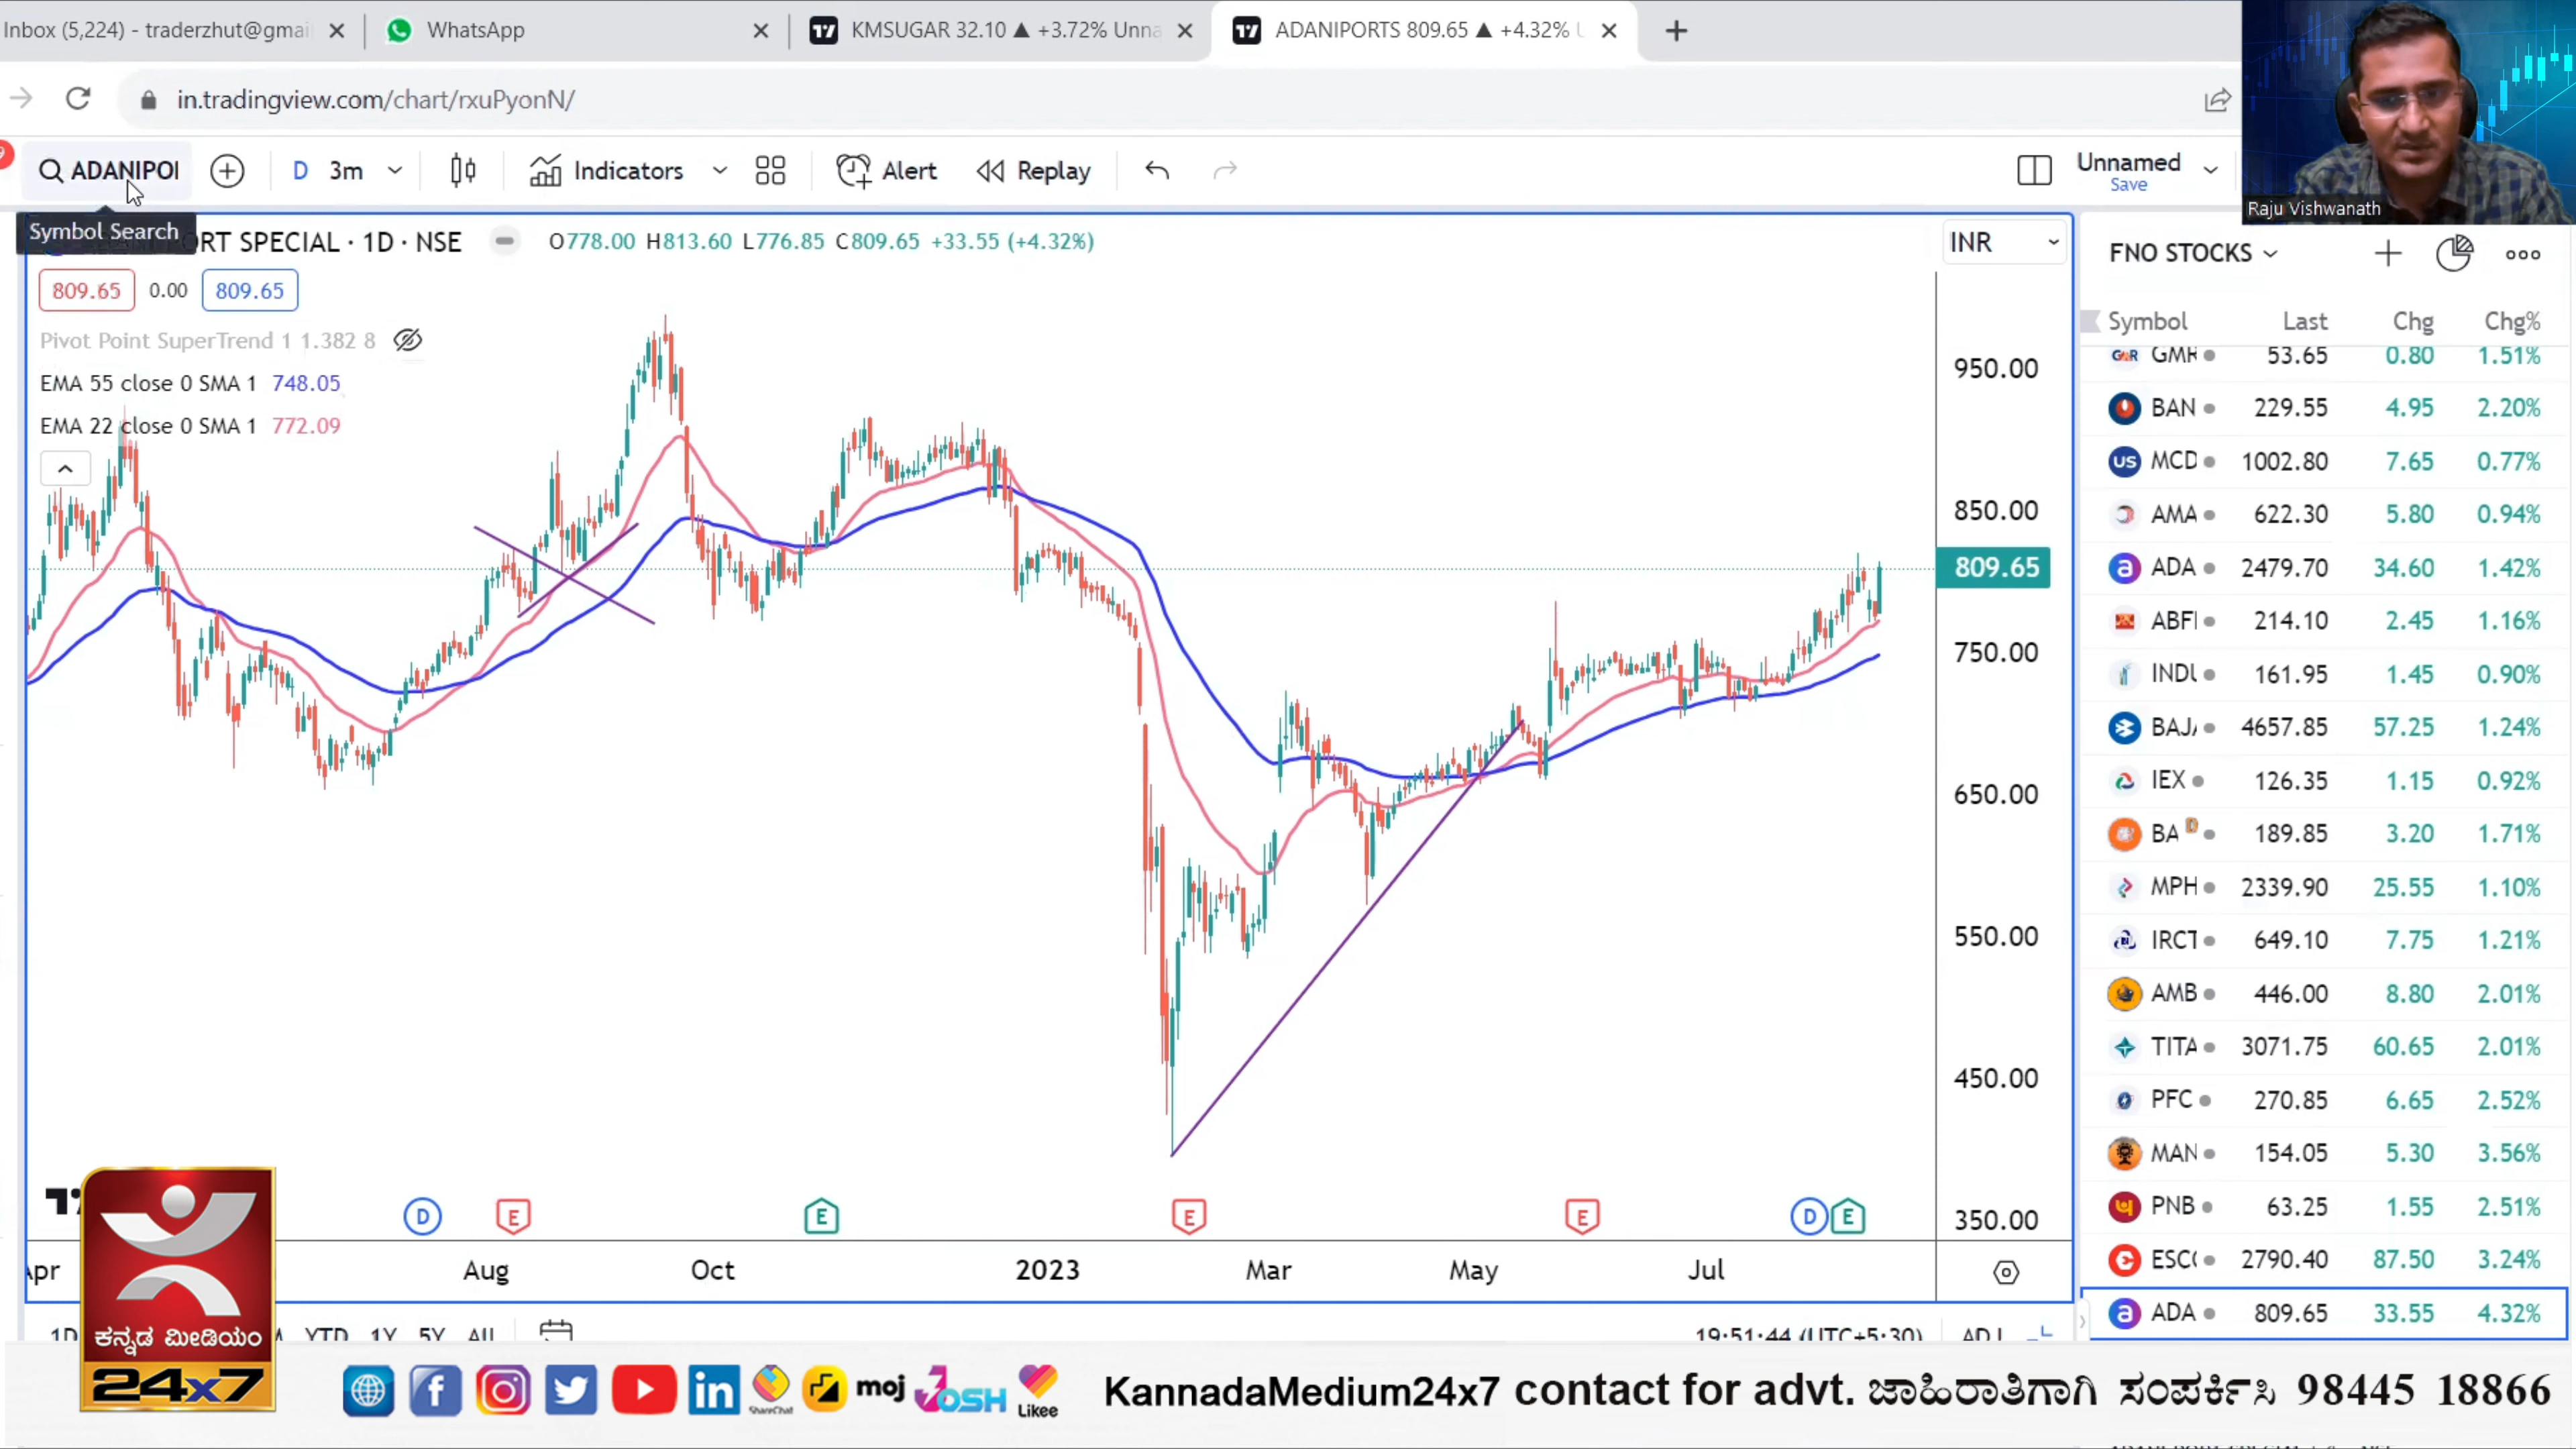 Inbox (5,224) - traderzhut@gmai
WhatsApp
KMSUGAR 32.10 ▲ +3.72% Unna
ADANIPORTS 809.65 ▲ +4.32% U
in.tradingview.com/chart/rxuPyonN/
ADANIPOI
D 3m
Indicators
Alert
Replay
Unnamed
Save
Raju Vishwanath
Symbol Search
ORT SPECIAL · 1D · NSE
O778.00 H813.60 L776.85 C809.65 +33.55 (+4.32%)
INR
809.65 0.00 809.65
Pivot Point SuperTrend 1 1.382 8
EMA 55 close 0 SMA 1 748.05
EMA 22 close 0 SMA 1 772.09
950.00
850.00
809.65
750.00
650.00
550.00
450.00
350.00
D E E E E D E
Apr Aug Oct 2023 Mar May Jul
1D YTD 1Y 5Y All
19:51:44 (UTC+5:30) ADJ
FNO STOCKS
Symbol Last Chg Chg%
GMR 53.65 0.80 1.51%
BAN 229.55 4.95 2.20%
MCD 1002.80 7.65 0.77%
AMA 622.30 5.80 0.94%
ADA 2479.70 34.60 1.42%
ABFI 214.10 2.45 1.16%
INDU 161.95 1.45 0.90%
BAJ 4657.85 57.25 1.24%
IEX 126.35 1.15 0.92%
BA D 189.85 3.20 1.71%
MPH 2339.90 25.55 1.10%
IRCT 649.10 7.75 1.21%
AMB 446.00 8.80 2.01%
TITA 3071.75 60.65 2.01%
PFC 270.85 6.65 2.52%
MAN 154.05 5.30 3.56%
PNB 63.25 1.55 2.51%
ESC 2790.40 87.50 3.24%
ADA 809.65 33.55 4.32%
ಕನ್ನಡ ಮೀಡಿಯಂ
24x7
ShareChat
moj
Josh
Likee
KannadaMedium24x7 contact for advt. ಜಾಹಿರಾತಿಗಾಗಿ ಸಂಪರ್ಕಿಸಿ 98445 18866